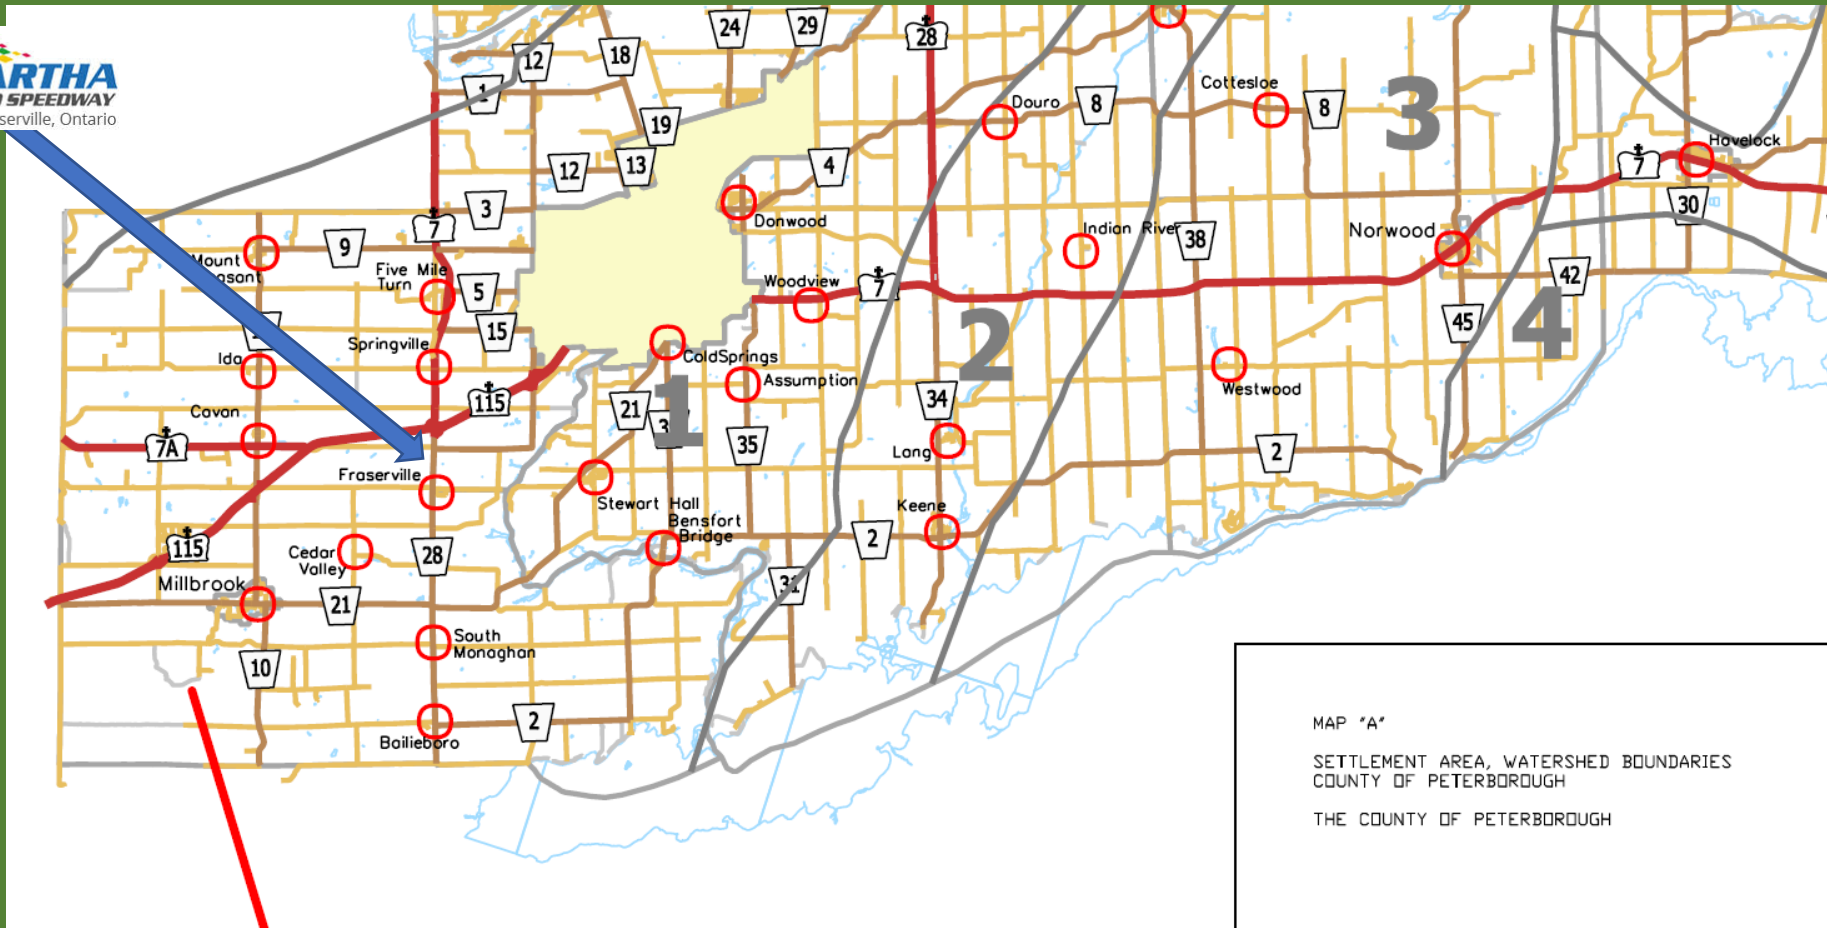 ARTHA
SPEEDWAY
serville, Ontario
24
29
28
12
18
1
19
12
13
4
3
7
9
Mount
Five Mile
Turn
5
15
Springville
Ida
Cavan
115
7A
Fraserville
115
Cedar
Valley
28
Millbrook
21
10
South
Monaghan
Bailieboro
2
Donwood
Woodview
7
ColdSprings
Assumption
21
1
35
Stewart Hall
Bensfort
Bridge
31
2
34
Lang
Keene
2
Douro
8
Cottesloe
8
3
Indian River
38
Norwood
7
Havelock
30
42
4
45
Westwood
2
MAP "A"
SETTLEMENT AREA, WATERSHED BOUNDARIES
COUNTY OF PETERBOROUGH
THE COUNTY OF PETERBOROUGH